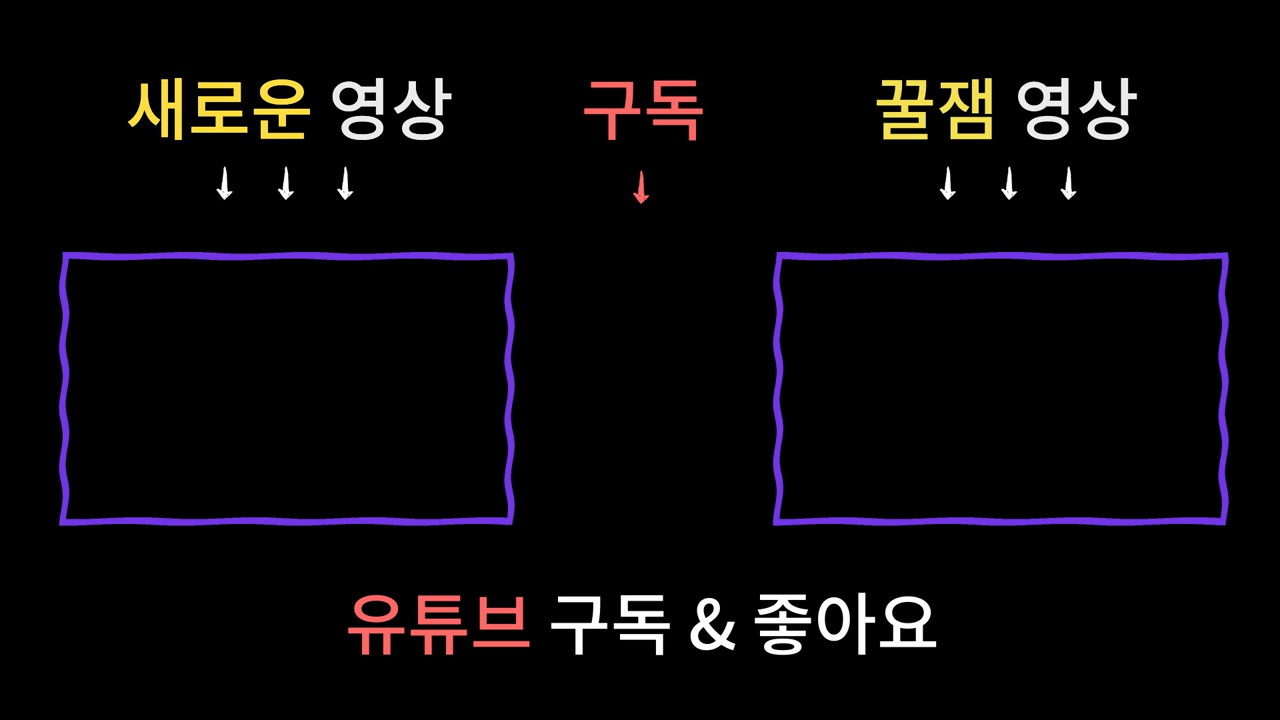 새로운 영상
구독
꿀잼 영상
유튜브 구독 & 좋아요